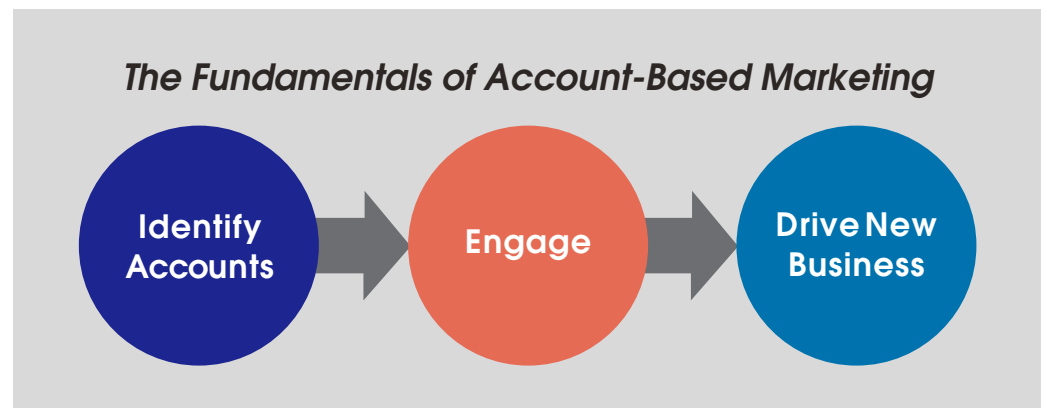 The Fundamentals of Account-Based Marketing
Identify
Accounts
Engage
Drive New
Business